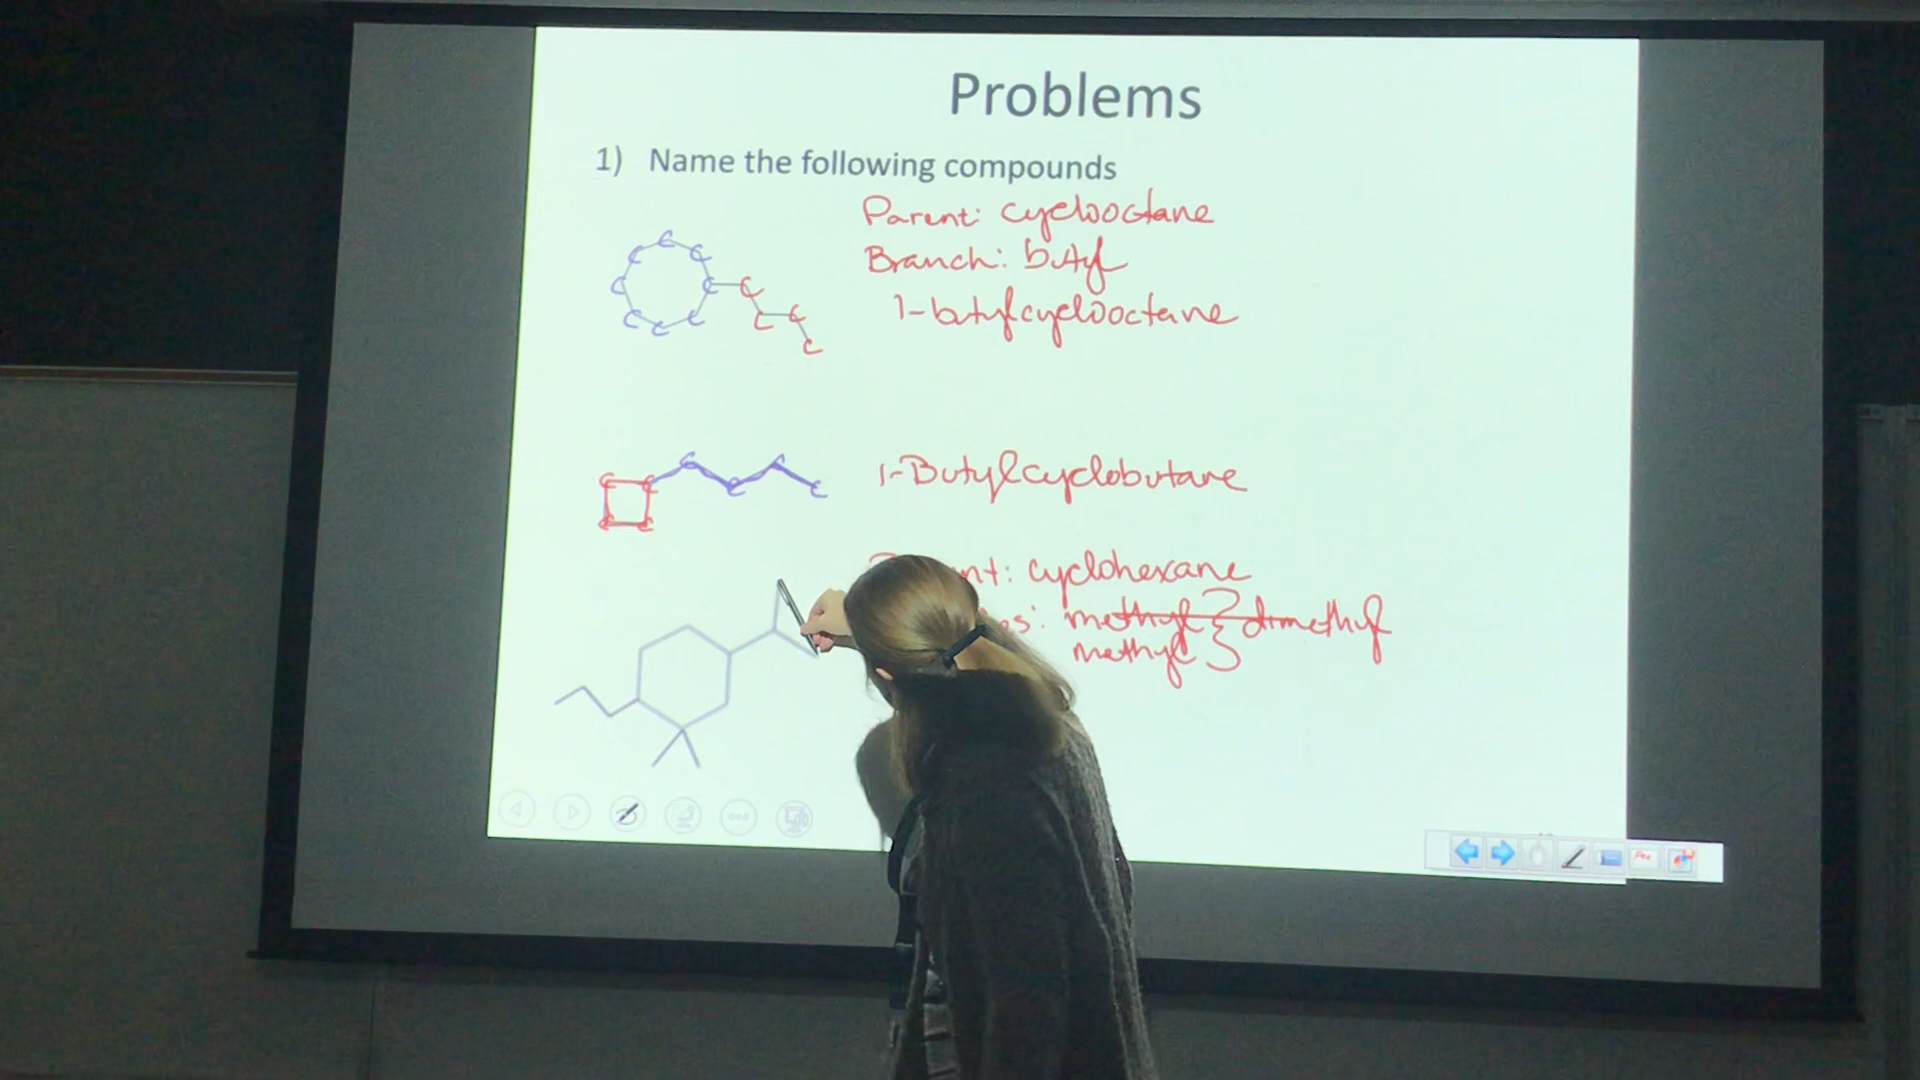 Problems
1) Name the following compounds
Parent: cyclooctane
Branch: butyl
1-butylcyclooctane
C C C C C C C C C C C C
1-Butylcyclobutane
C C C C C C C
nt: cyclohexane
es: methyl } dimethyl
methyl